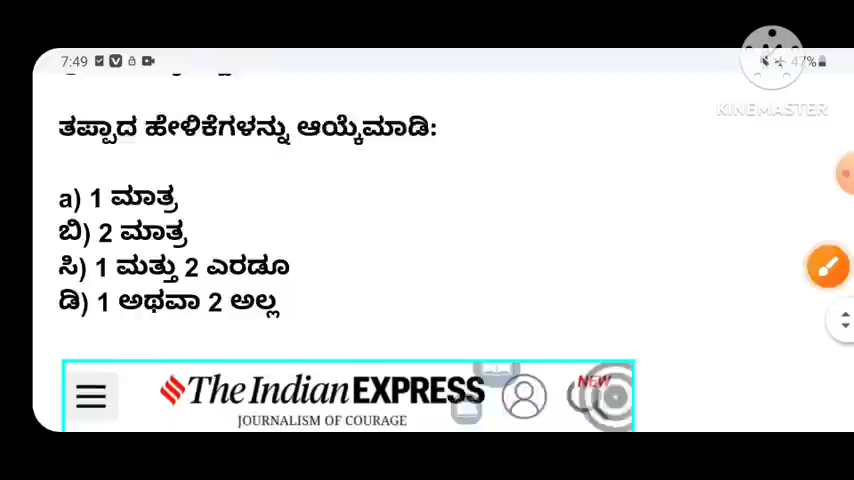 7:49
47%
KINEMASTER
ತಪ್ಪಾದ ಹೇಳಿಕೆಗಳನ್ನು ಆಯ್ಕೆಮಾಡಿ:
a) 1 ಮಾತ್ರ
ಬಿ) 2 ಮಾತ್ರ
ಸಿ) 1 ಮತ್ತು 2 ಎರಡೂ
ಡಿ) 1 ಅಥವಾ 2 ಅಲ್ಲ
The Indian EXPRESS
JOURNALISM OF COURAGE
NEW